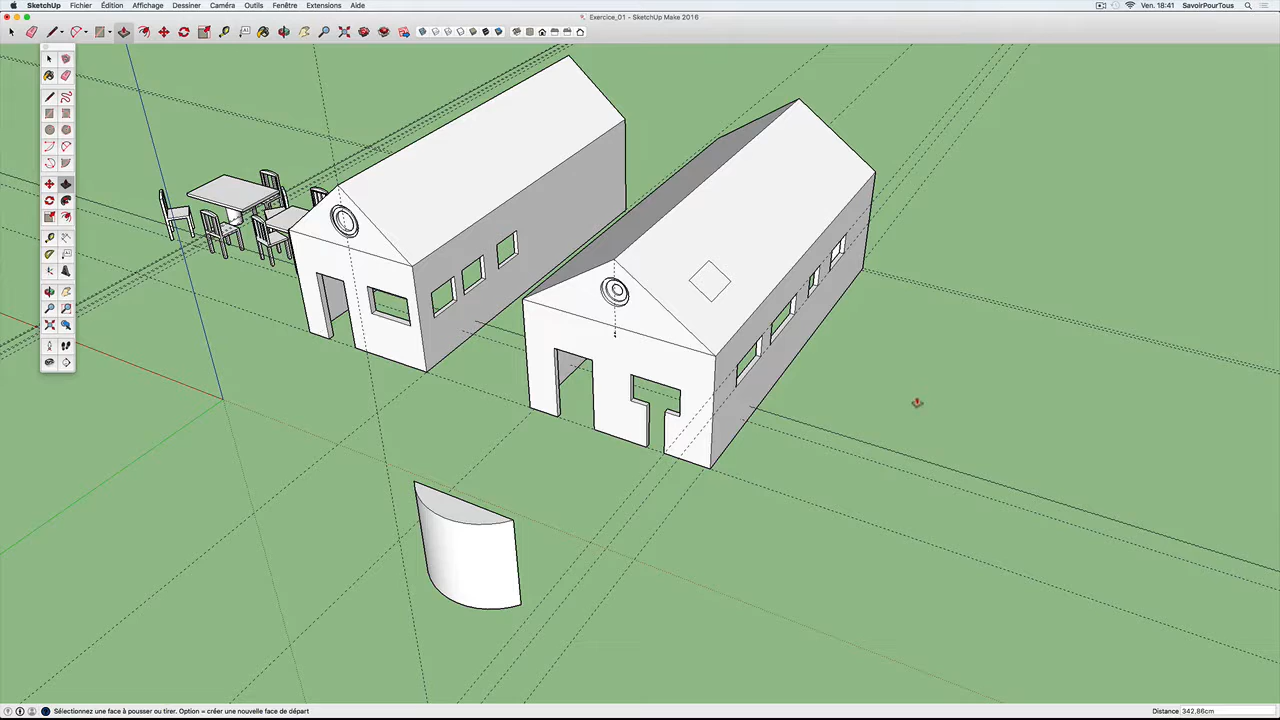 SketchUp Fichier Édition Affichage Dessiner Caméra Outils Fenêtre Extensions Aide Ven. 18:41 SavoirPourTous
Exercice_01 - SketchUp Make 2016
Sélectionnez une face à pousser ou tirer. Option = créer une nouvelle face de départ Distance 342.86cm